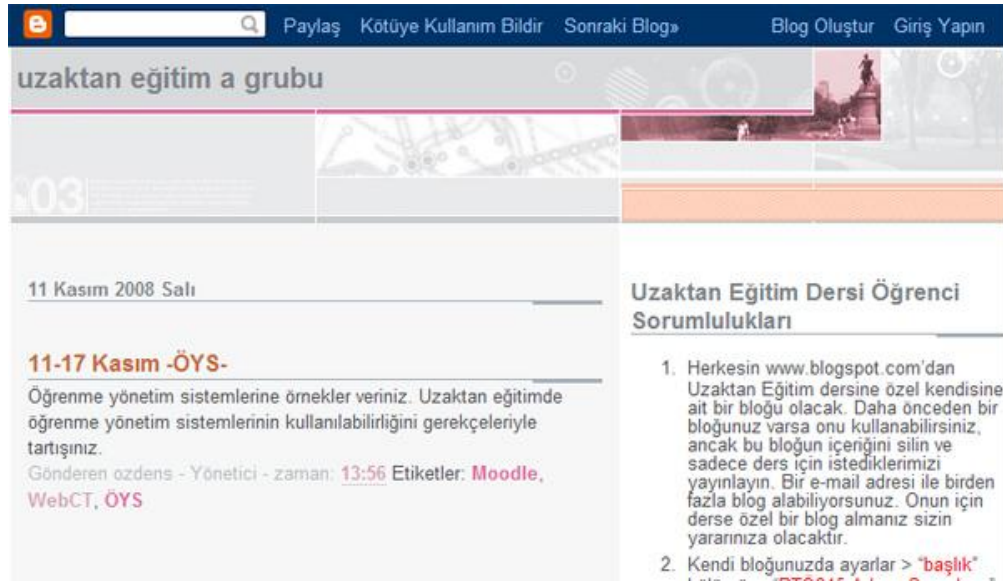 Paylaş Kötüye Kullanım Bildir Sonraki Blog» Blog Oluştur Giriş Yapın
uzaktan eğitim a grubu
03
11 Kasım 2008 Salı
11-17 Kasım -ÖYS-
Öğrenme yönetim sistemlerine örnekler veriniz. Uzaktan eğitimde
öğrenme yönetim sistemlerinin kullanılabilirliğini gerekçeleriyle
tartışınız.
Gönderen ozdens - Yönetici - zaman: 13:56 Etiketler: Moodle,
WebCT, ÖYS
Uzaktan Eğitim Dersi Öğrenci
Sorumlulukları
1. Herkesin www.blogspot.com'dan
Uzaktan Eğitim dersine özel kendisine
ait bir bloğu olacak. Daha önceden bir
bloğunuz varsa onu kullanabilirsiniz,
ancak bu bloğun içeriğini silin ve
sadece ders için istediklerimizi
yayınlayın. Bir e-mail adresi ile birden
fazla blog alabiliyorsunuz. Onun için
derse özel bir blog almanız sizin
yararınıza olacaktır.
2. Kendi bloğunuzda ayarlar > "başlık"